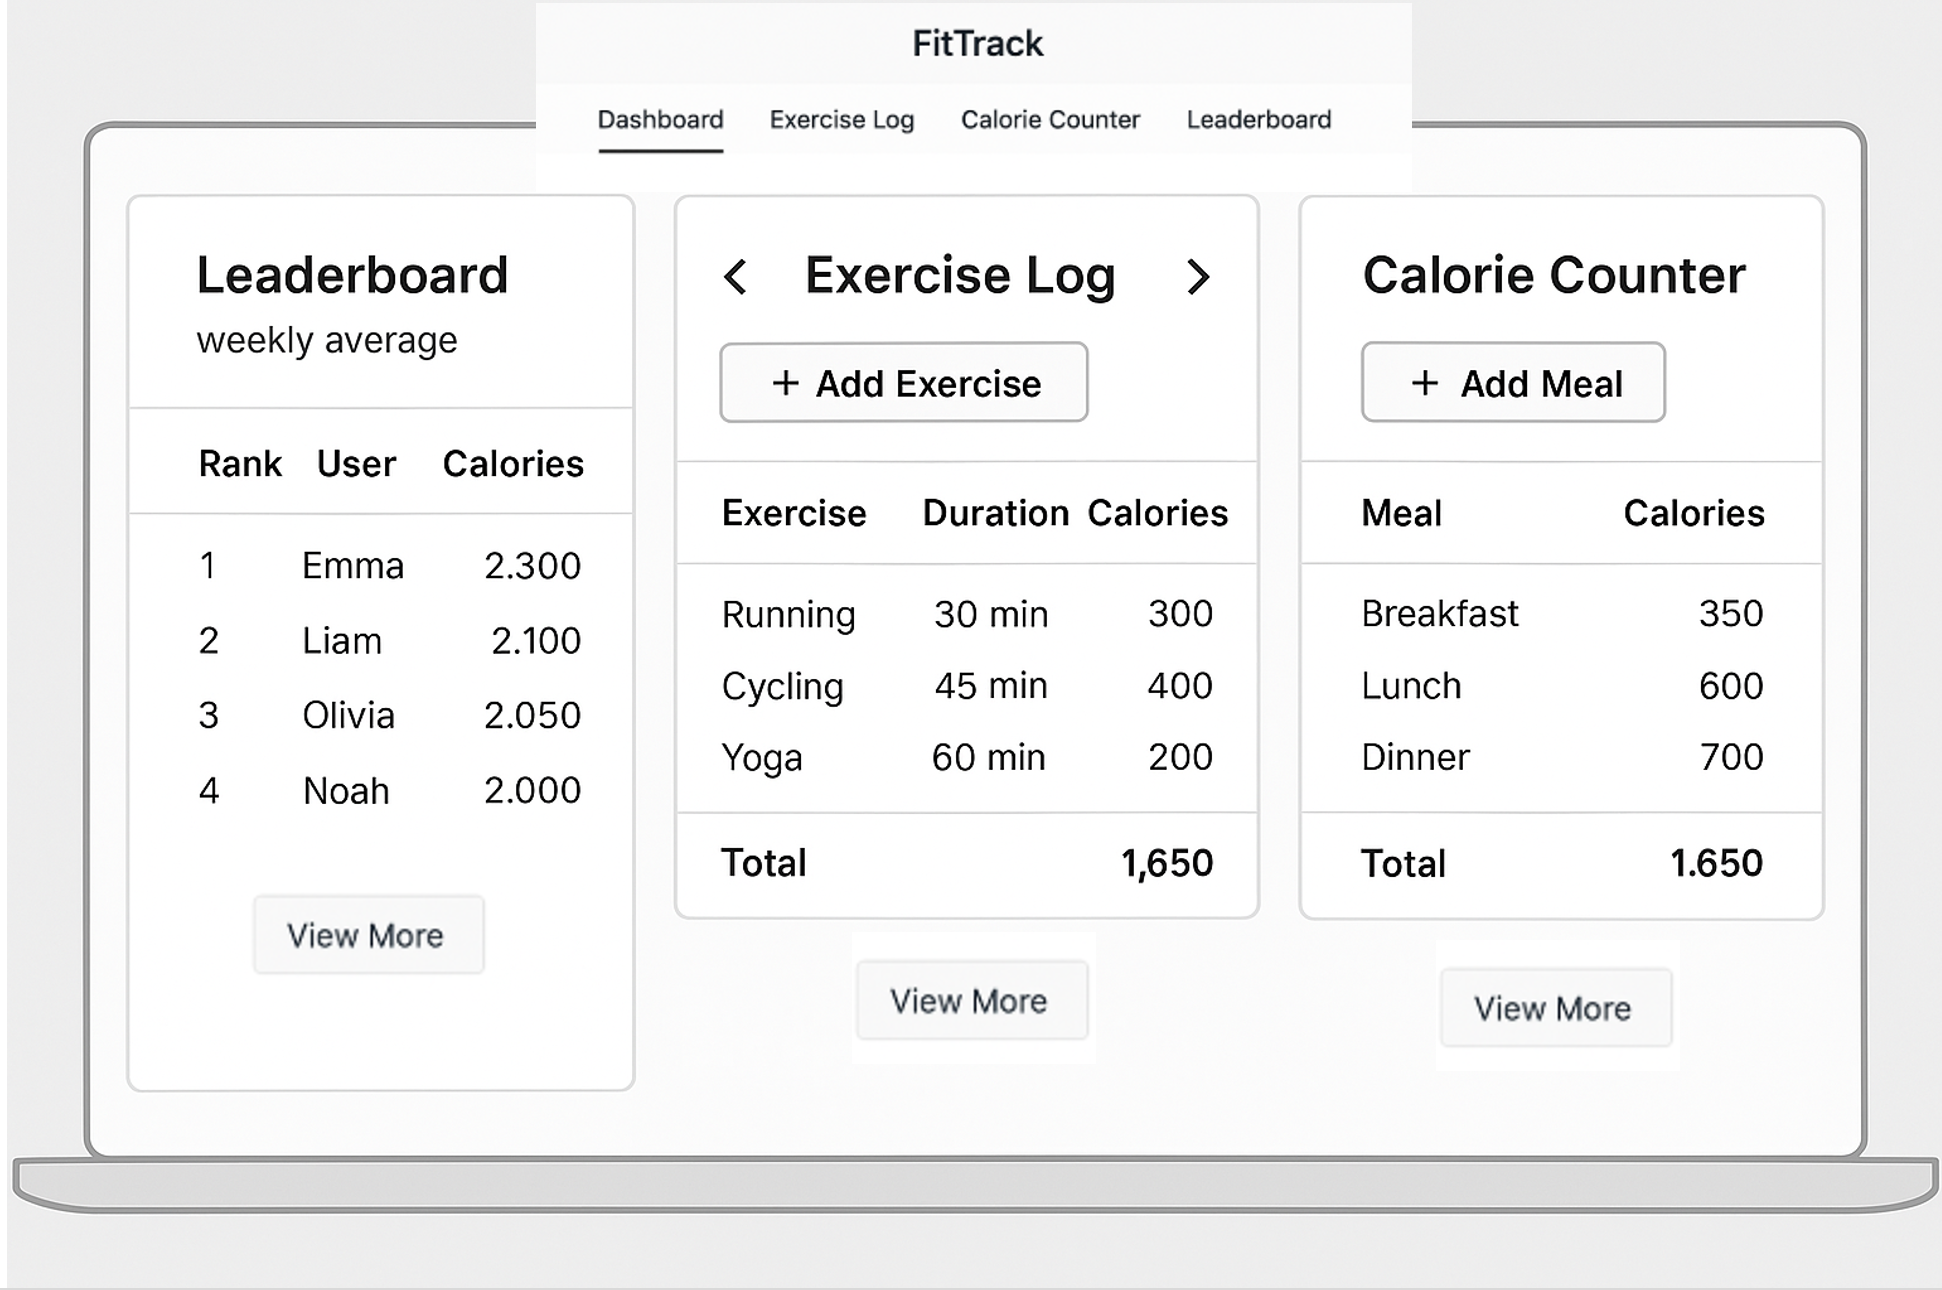 FitTrack
Dashboard Exercise Log Calorie Counter Leaderboard
Leaderboard
weekly average
Rank User Calories
1 Emma 2.300
2 Liam 2.100
3 Olivia 2.050
4 Noah 2.000
View More
< Exercise Log >
+ Add Exercise
Exercise Duration Calories
Running 30 min 300
Cycling 45 min 400
Yoga 60 min 200
Total 1,650
View More
Calorie Counter
+ Add Meal
Meal Calories
Breakfast 350
Lunch 600
Dinner 700
Total 1.650
View More